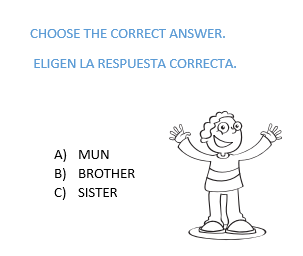 CHOOSE THE CORRECT ANSWER.
ELIGEN LA RESPUESTA CORRECTA.
A) MUN
B) BROTHER
C) SISTER